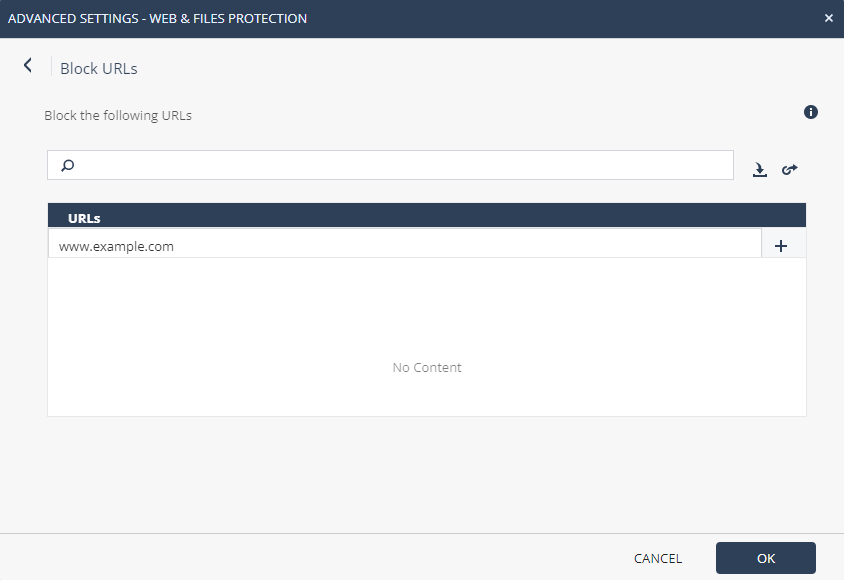 ADVANCED SETTINGS - WEB & FILES PROTECTION
Block URLs
Block the following URLs
URLs
www.example.com
No Content
CANCEL
OK